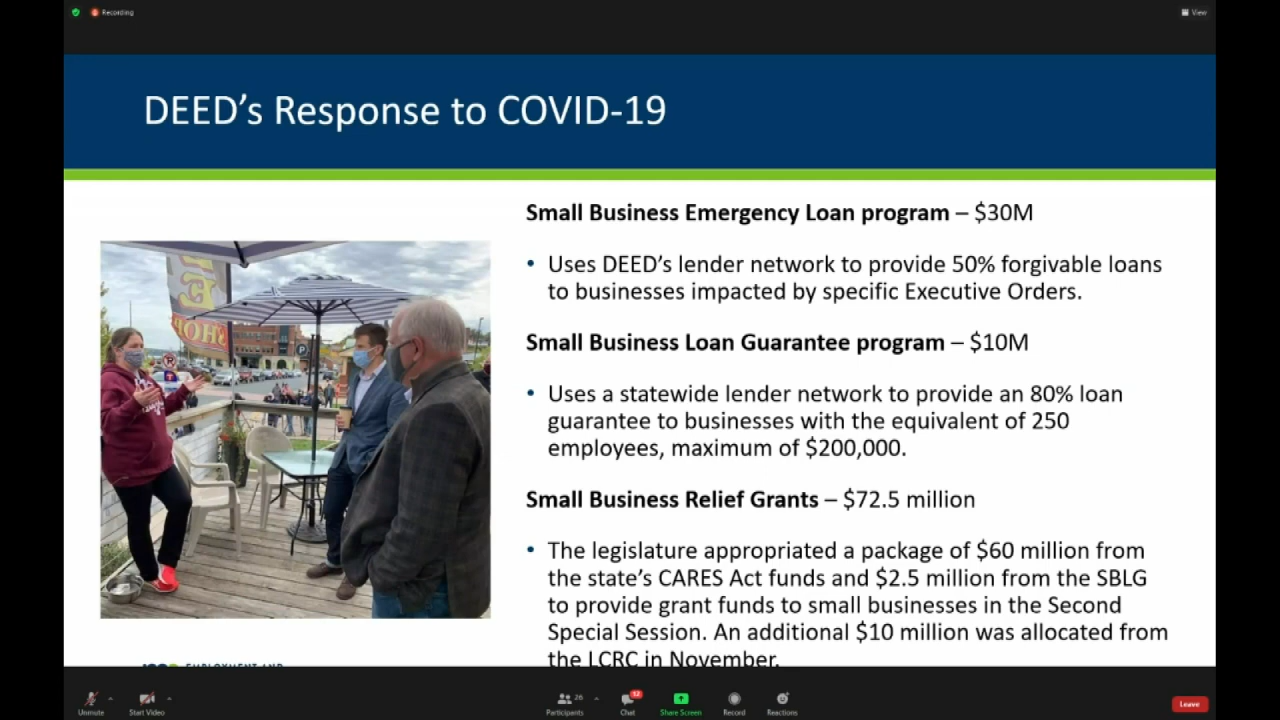 Recording
View
DEED's Response to COVID-19
Small Business Emergency Loan program – $30M
• Uses DEED's lender network to provide 50% forgivable loans
to businesses impacted by specific Executive Orders.
Small Business Loan Guarantee program – $10M
• Uses a statewide lender network to provide an 80% loan
guarantee to businesses with the equivalent of 250
employees, maximum of $200,000.
Small Business Relief Grants – $72.5 million
• The legislature appropriated a package of $60 million from
the state's CARES Act funds and $2.5 million from the SBLG
to provide grant funds to small businesses in the Second
Special Session. An additional $10 million was allocated from
the LCRC in November.
SHOP
P
EMPLOYMENT AND
Unmute
Start Video
Participants
26
Chat
52
Share Screen
Record
Reactions
Leave